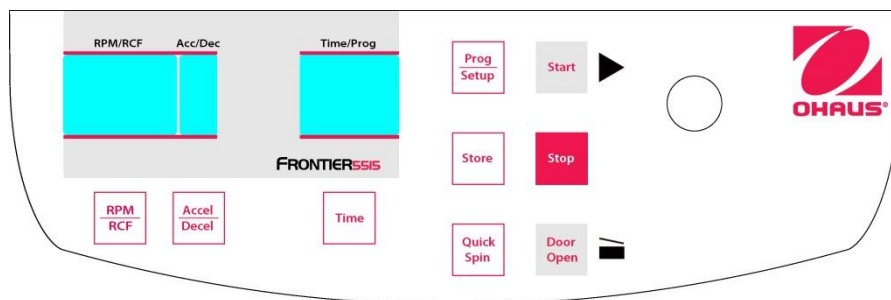 RPM/RCF Acc/Dec Time/Prog
FRONTIER5515
RPM
RCF
Accel
Decel
Time
Prog
Setup
Start
Store
Stop
Quick
Spin
Door
Open
OHAUS®